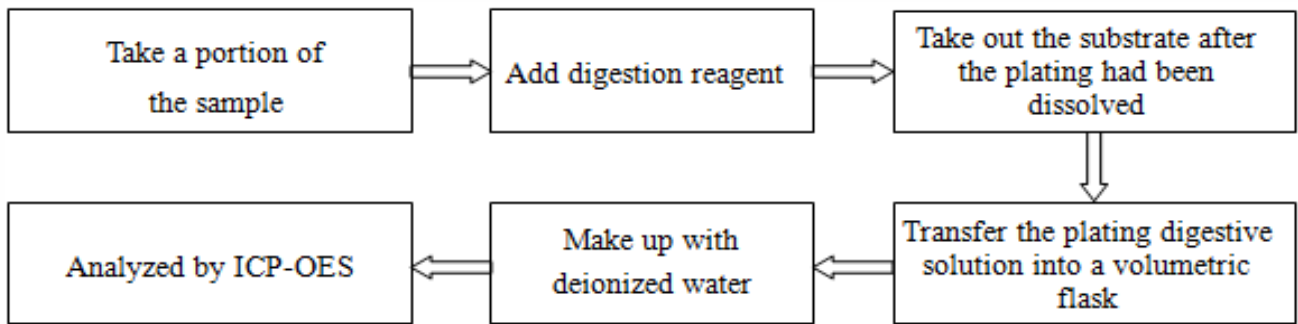 Take a portion of
the sample
Add digestion reagent
Take out the substrate after
the plating had been
dissolved
Transfer the plating digestive
solution into a volumetric
flask
Make up with
deionized water
Analyzed by ICP-OES